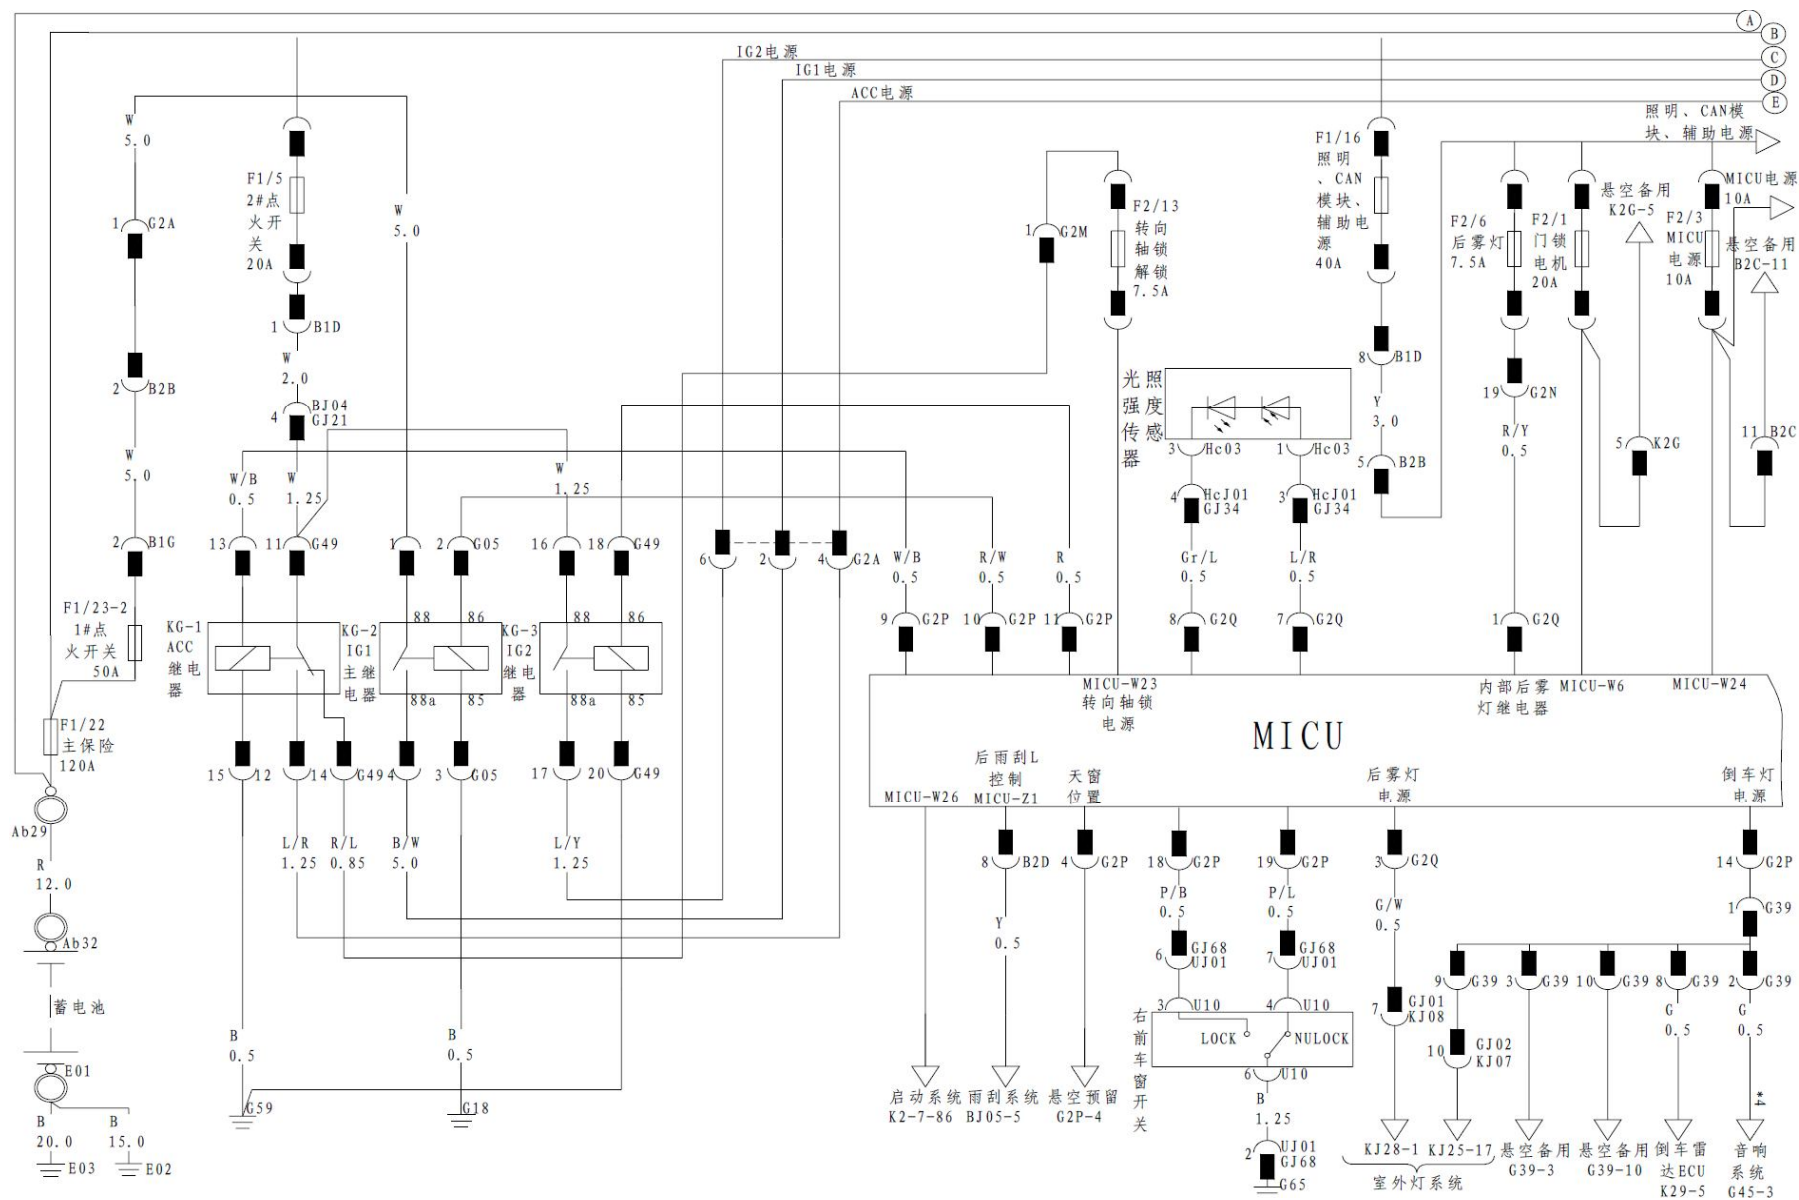 A
B
IG2电源
C
IG1电源
D
ACC电源
E
照明、CAN模
块、辅助电源
W
5.0
F1/5
2#点
火开
关
20A
W
5.0
1
G2A
1
G2M
F2/13
转向
轴锁
解锁
7.5A
F1/16
照明
、CAN
模块、
辅助电
源
40A
F2/6
后雾灯
7.5A
F2/1
门锁
电机
20A
悬空备用
K2G-5
F2/3
MICU
电源
10A
MICU电源
10A
悬空备用
B2C-11
1
B1D
2
B2B
W
2.0
4
BJ04
GJ21
8
B1D
19
G2N
Y
3.0
R/Y
0.5
5
K2G
11
B2C
光照
强度
传感
器
3
Hc03
1
Hc03
5
B2B
W
5.0
W/B
0.5
W
1.25
W
1.25
4
HcJ01
GJ34
3
HcJ01
GJ34
2
B1G
13
11
G49
1
2
G05
16
18
G49
6
2
4
G2A
W/B
0.5
R/W
0.5
R
0.5
Gr/L
0.5
L/R
0.5
F1/23-2
1#点
火开关
50A
KG-1
ACC
继电
器
KG-2
IG1
主继
电器
88
86
88a
85
KG-3
IG2
继电
器
88
86
88a
85
9
G2P
10
G2P
11
G2P
8
G2Q
7
G2Q
1
G2Q
F1/22
主保险
120A
MICU-W23
转向轴锁
电源
内部后雾
灯继电器
MICU-W6
MICU-W24
MICU
15
12
14
G49
4
3
G05
17
20
G49
MICU-W26
后雨刮L
控制
MICU-Z1
天窗
位置
后雾灯
电源
倒车灯
电源
Ab29
R
12.0
L/R
1.25
R/L
0.85
B/W
5.0
L/Y
1.25
8
B2D
4
G2P
18
G2P
19
G2P
3
G2Q
14
G2P
P/B
0.5
P/L
0.5
G/W
0.5
1
G39
Ab32
Y
0.5
6
GJ68
UJ01
7
GJ68
UJ01
9
G39
3
G39
10
G39
8
G39
2
G39
蓄电池
3
U10
4
U10
7
GJ01
KJ08
G
0.5
G
0.5
B
0.5
B
0.5
右
前
车
窗
开
关
LOCK
NULOCK
10
GJ02
KJ07
E01
6
U10
B
20.0
B
15.0
G59
G18
启动系统
K2-7-86
雨刮系统
BJ05-5
悬空预留
G2P-4
B
1.25
*4
E03
E02
2
UJ01
GJ68
G65
KJ28-1
KJ25-17
室外灯系统
悬空备用
G39-3
悬空备用
G39-10
倒车雷
达ECU
K29-5
音响
系统
G45-3